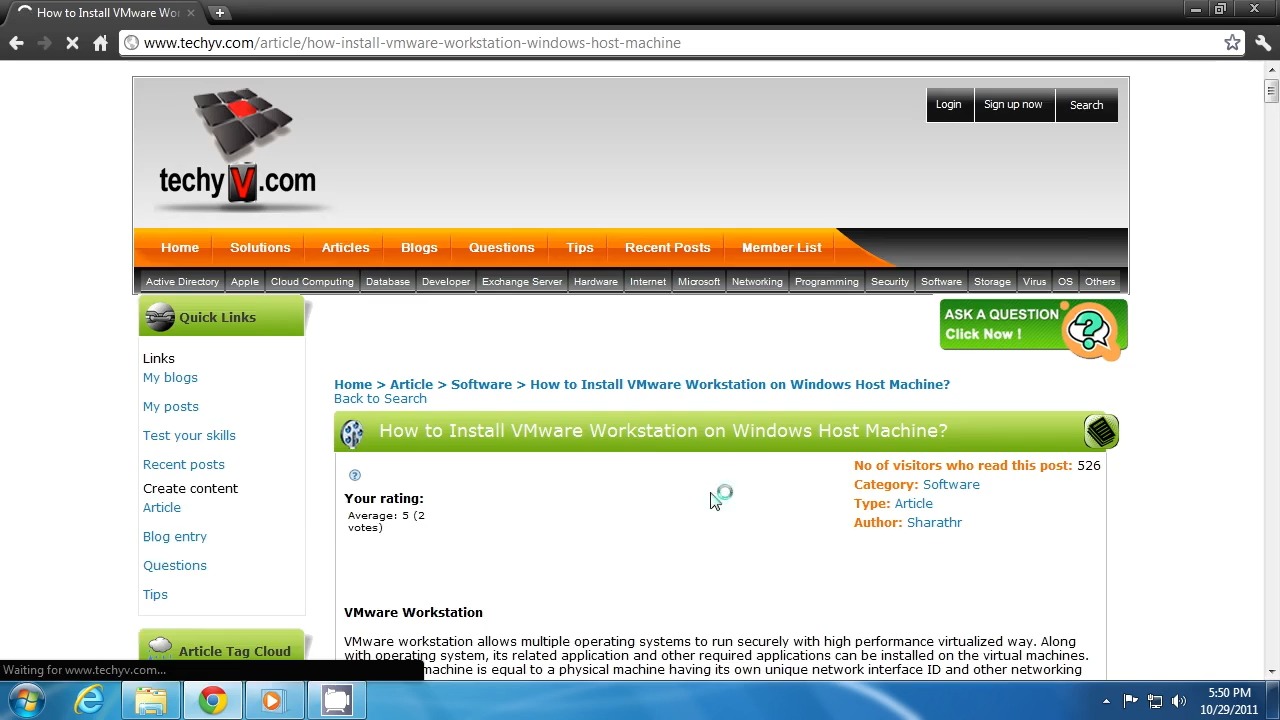 How to Install VMware Wor
www.techyv.com/article/how-install-vmware-workstation-windows-host-machine
Login
Sign up now
Search
techyV.com
Home
Solutions
Articles
Blogs
Questions
Tips
Recent Posts
Member List
Active Directory
Apple
Cloud Computing
Database
Developer
Exchange Server
Hardware
Internet
Microsoft
Networking
Programming
Security
Software
Storage
Virus
OS
Others
Quick Links
Links
My blogs
My posts
Test your skills
Recent posts
Create content
Article
Blog entry
Questions
Tips
Article Tag Cloud
ASK A QUESTION
Click Now !
Home > Article > Software > How to Install VMware Workstation on Windows Host Machine?
Back to Search
How to Install VMware Workstation on Windows Host Machine?
No of visitors who read this post: 526
Category: Software
Type: Article
Author: Sharathr
Your rating:
Average: 5 (2
votes)
VMware Workstation
VMware workstation allows multiple operating systems to run securely with high performance virtualized way. Along
with operating system, its related application and other required applications can be installed on the virtual machines.
machine is equal to a physical machine having its own unique network interface ID and other networking
Waiting for www.techyv.com...
5:50 PM
10/29/2011